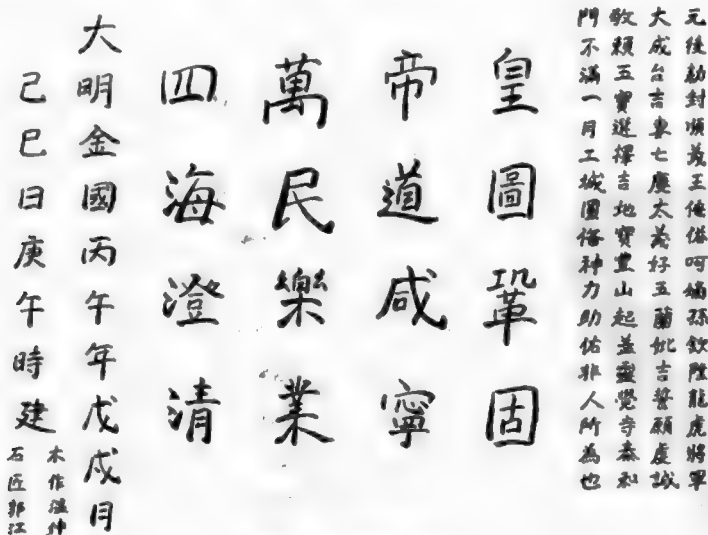 元後勅封順義王俺偺呵嫡孫欽陞龍虎將軍
大成台吉妻七慶太義好五蘭妣吉誓願虔誠
敬賴五寶選擇吉地寶豐山起盖靈覺寺泰和
門不滿一月工城圓俻神力助佑非人所為也
皇圖鞏固
帝道咸寧
萬民樂業
四海澄清
大明金國丙午年戊戌月
己巳日庚午時建
木作溫伸
石匠郭江